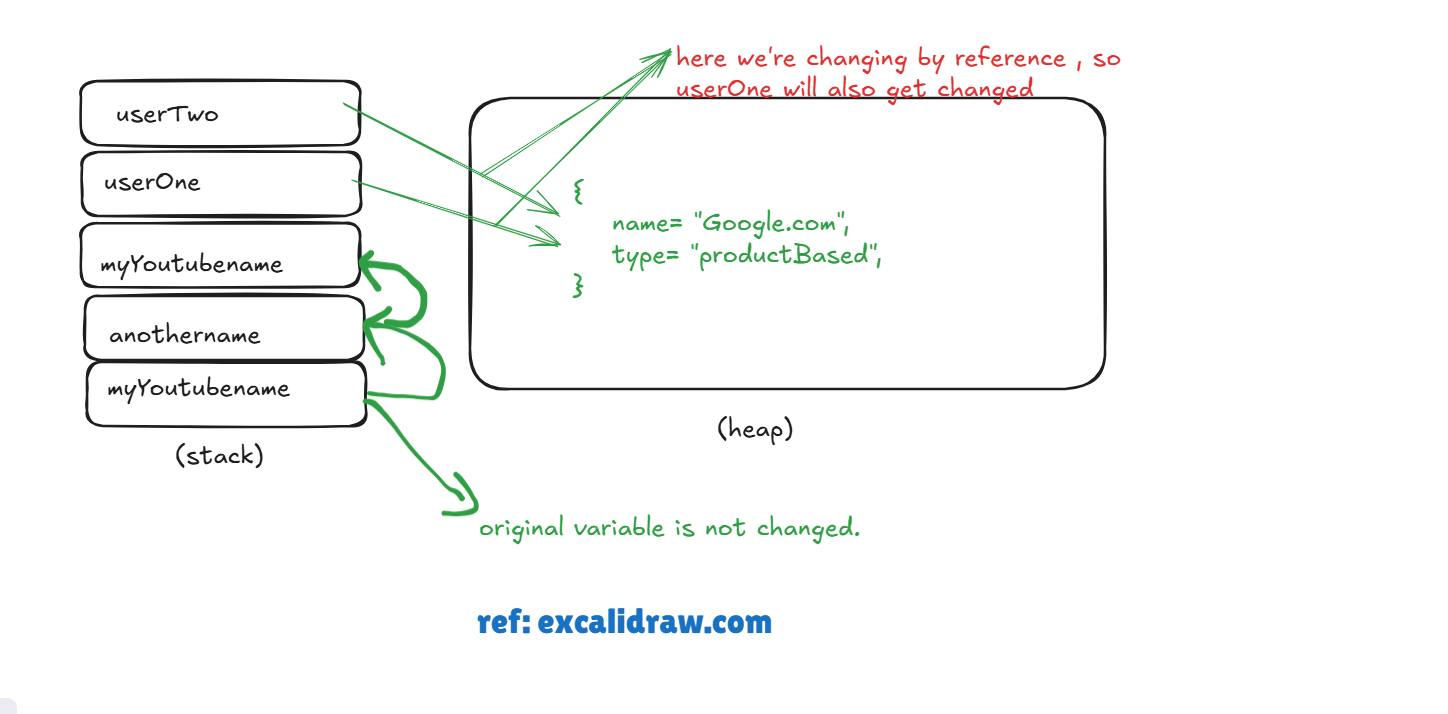 here we're changing by reference , so
userOne will also get changed
userTwo
userOne
myYoutubename
anothername
myYoutubename
(stack)
{
name= "Google.com",
type= "productBased",
}
(heap)
original variable is not changed.
ref: excalidraw.com